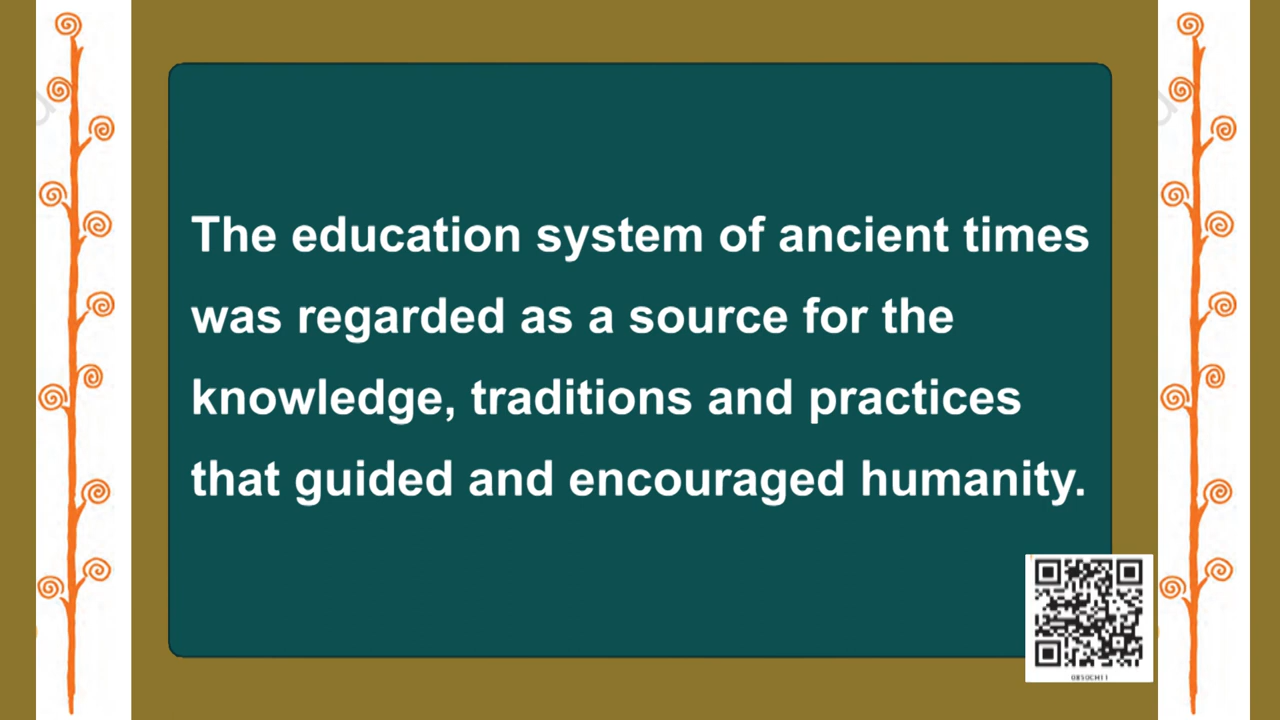 The education system of ancient times
was regarded as a source for the
knowledge, traditions and practices
that guided and encouraged humanity.